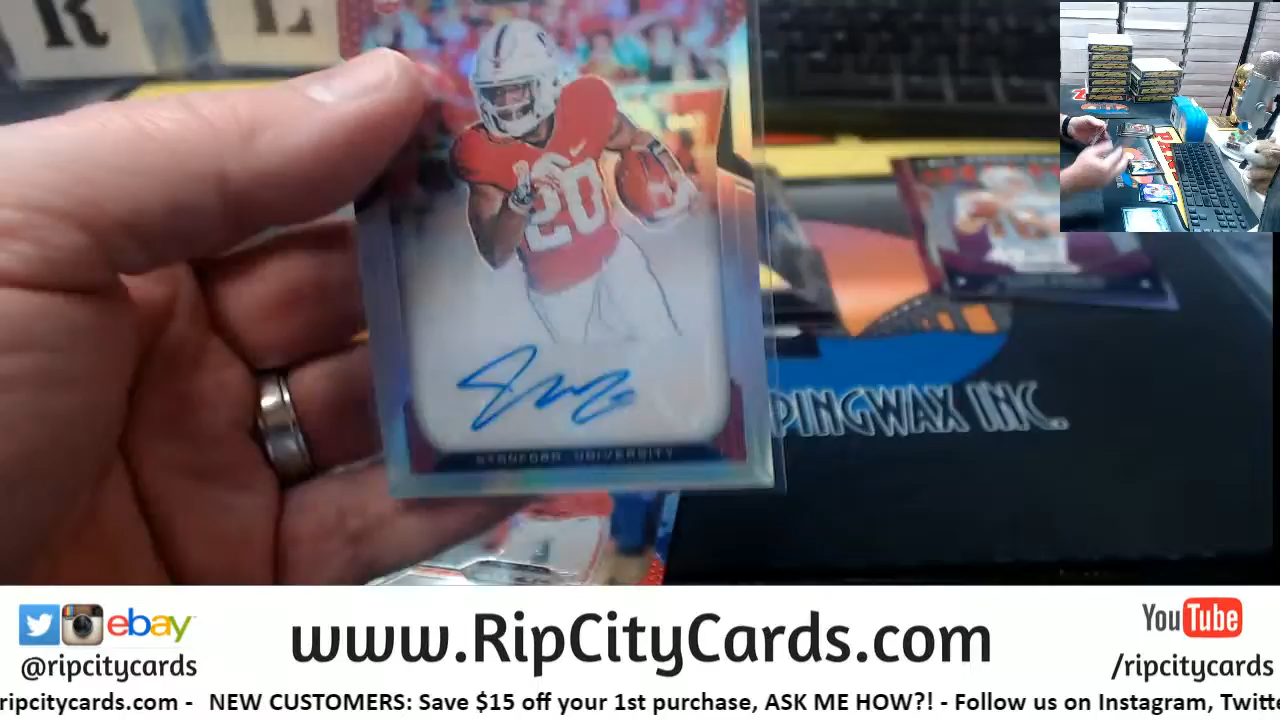 R L
20
STANFORD UNIVERSITY
PINGWAX INC.
ebay
@ripcitycards
www.RipCityCards.com
YouTube
/ripcitycards
ripcitycards.com - NEW CUSTOMERS: Save $15 off your 1st purchase, ASK ME HOW?! - Follow us on Instagram, Twitt